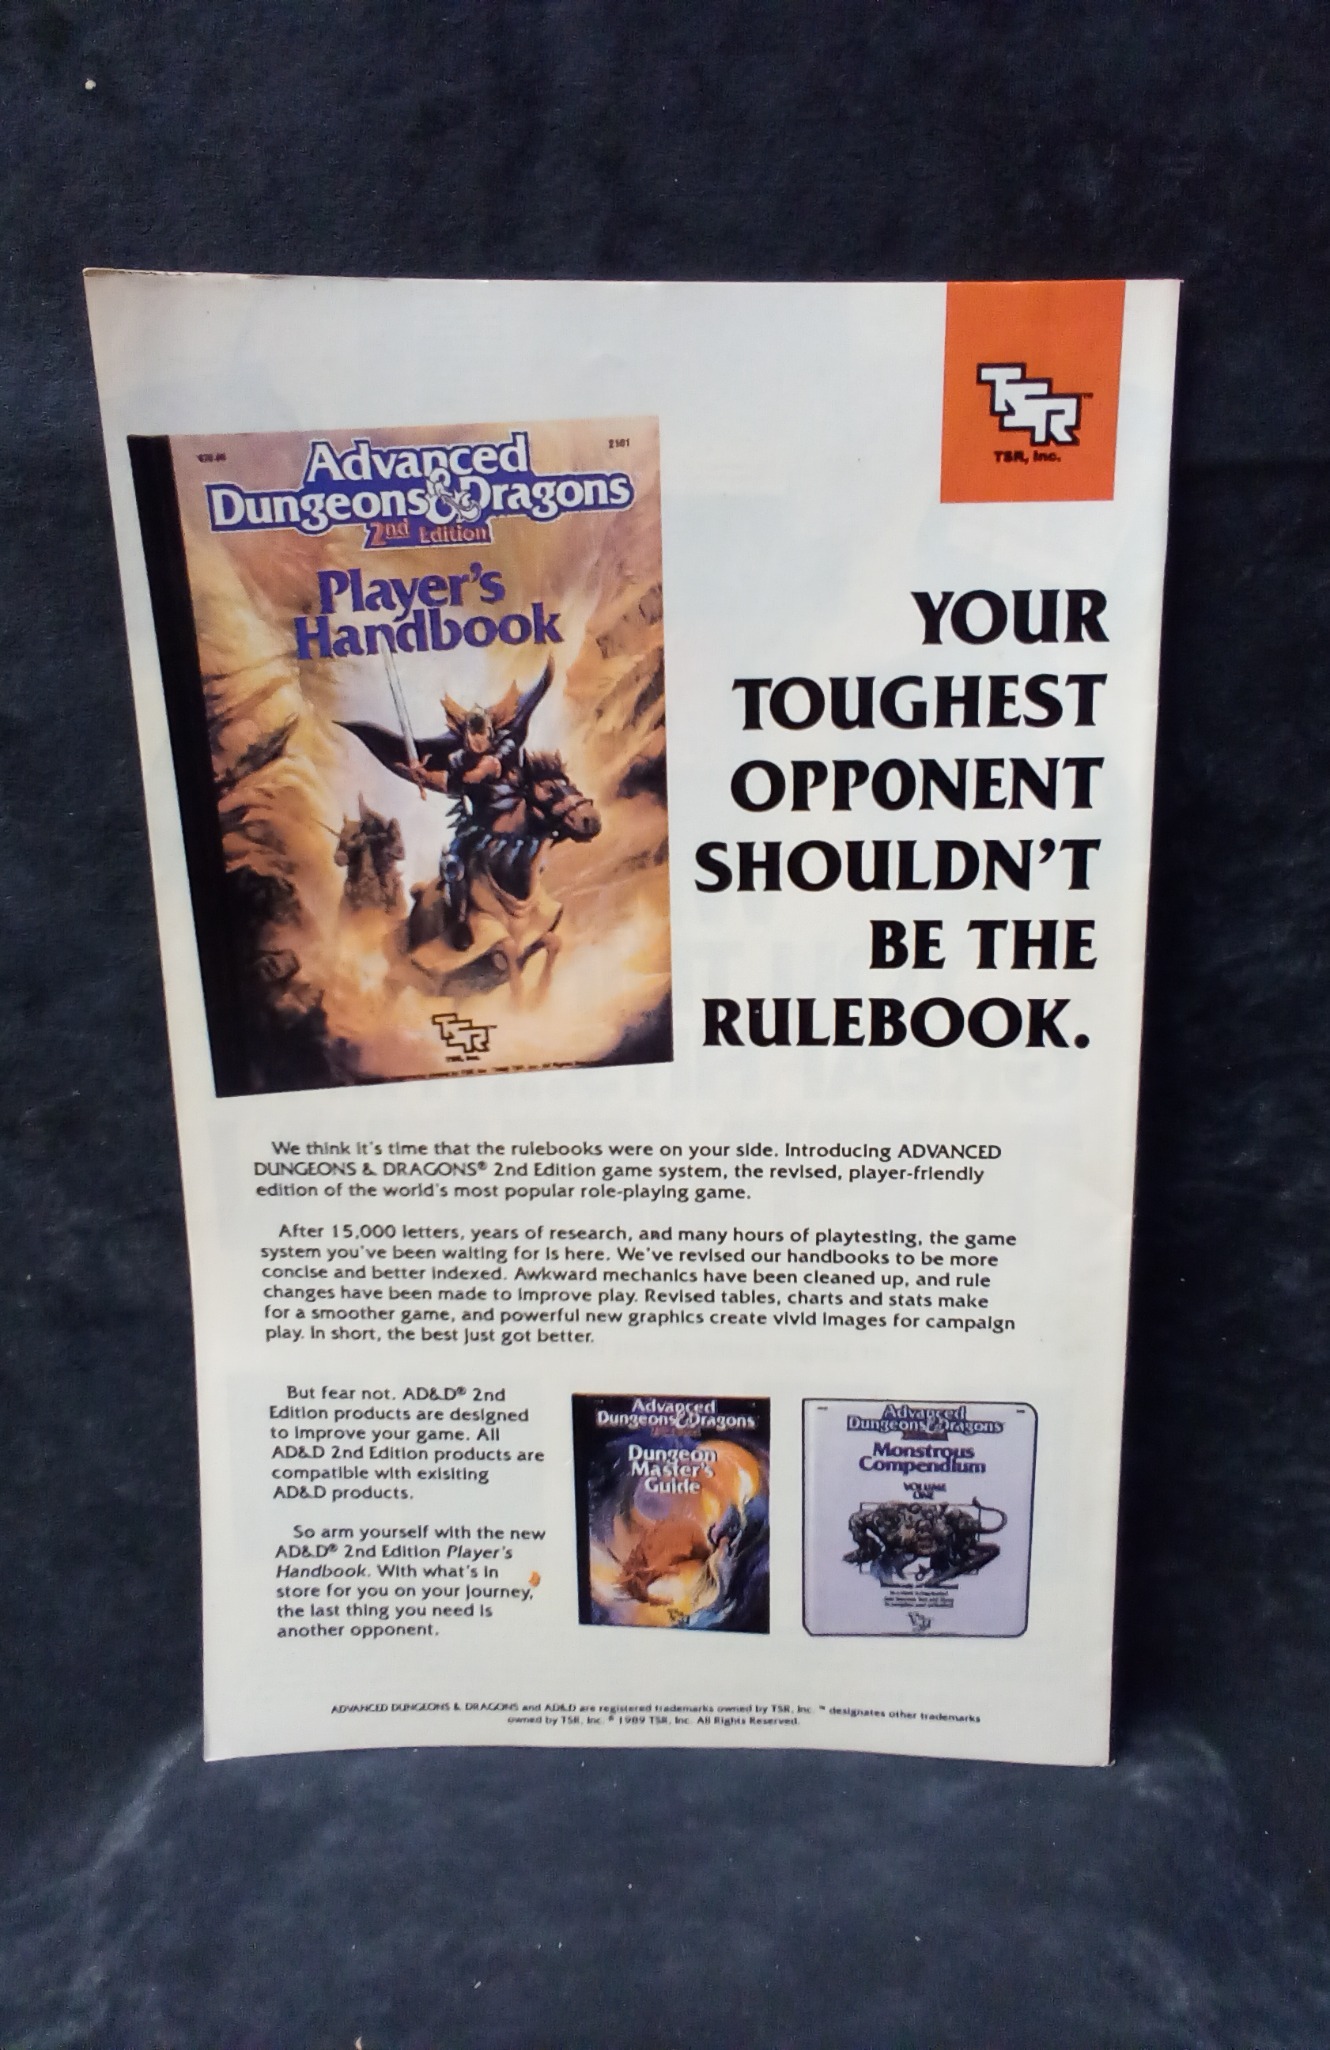 TSR
TSR, Inc.
2101
Advanced
Dungeons & Dragons
2nd Edition
Player's
Handbook
TSR
TSR, Inc.
YOUR
TOUGHEST
OPPONENT
SHOULDN'T
BE THE
RULEBOOK.
We think it's time that the rulebooks were on your side. Introducing ADVANCED
DUNGEONS & DRAGONS® 2nd Edition game system, the revised, player-friendly
edition of the world's most popular role-playing game.
After 15,000 letters, years of research, and many hours of playtesting, the game
system you've been waiting for is here. We've revised our handbooks to be more
concise and better indexed. Awkward mechanics have been cleaned up, and rule
changes have been made to improve play. Revised tables, charts and stats make
for a smoother game, and powerful new graphics create vivid images for campaign
play. In short, the best just got better.
But fear not. AD&D® 2nd
Edition products are designed
to improve your game. All
AD&D 2nd Edition products are
compatible with exisiting
AD&D products.
So arm yourself with the new
AD&D® 2nd Edition Player's
Handbook. With what's in
store for you on your journey,
the last thing you need is
another opponent.
Advanced
Dungeons & Dragons
Dungeon
Master's
Guide
TSR
Advanced
Dungeons & Dragons
Monstrous
Compendium
VOLUME
ONE
TSR
ADVANCED DUNGEONS & DRAGONS and AD&D are registered trademarks owned by TSR, Inc. ™ designates other trademarks
owned by TSR, Inc. © 1989 TSR, Inc. All Rights Reserved.